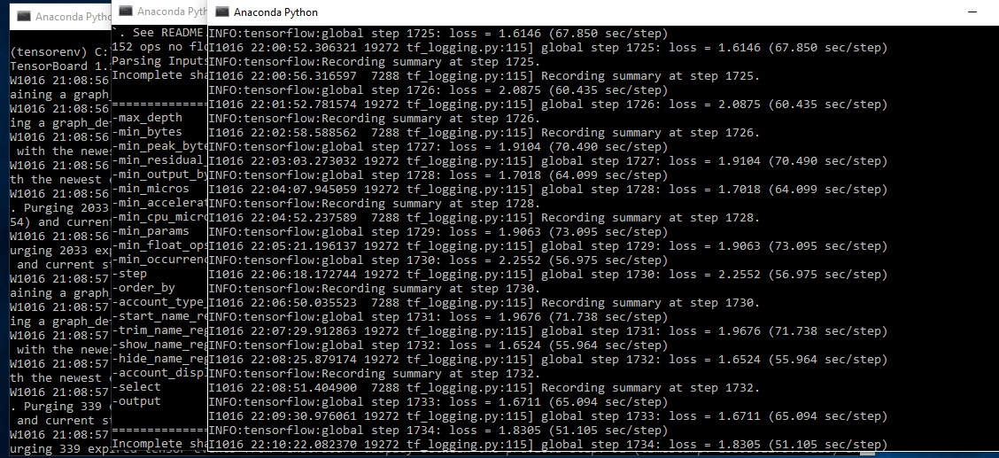 Anaconda Pytho
(tensorenv) C:
TensorBoard 1.
W1016 21:08:56
aining a graph
W1016 21:08:56
ing a graph_de
W1016 21:08:56
with the newes
W1016 21:08:56
th the newest
W1016 21:08:56
. Purging 2033
54) and current
W1016 21:08:56
urging 2033 exp
and current st
W1016 21:08:57
aining a graph
W1016 21:08:57
ing a graph_de
W1016 21:08:57
with the newes
W1016 21:08:57
th the newest
W1016 21:08:57
. Purging 339
and current st
W1016 21:08:57
urging 339 expired
Anaconda Pytho
`. See README
152 ops no flo
Parsing Inputs
Incomplete sha
==============
-max_depth
-min_bytes
-min_peak_byte
-min_residual_
-min_output_by
-min_micros
-min_accelerat
-min_cpu_micro
-min_params
-min_float_ops
-min_occurrenc
-step
-order_by
-account_type_
-start_name_re
-trim_name_reg
-show_name_reg
-hide_name_reg
-account_displ
-select
-output
==============
Incomplete sha
Anaconda Python
INFO:tensorflow:global step 1725: loss = 1.6146 (67.850 sec/step)
I1016 22:00:52.306321 19272 tf_logging.py:115] global step 1725: loss = 1.6146 (67.850 sec/step)
INFO:tensorflow:Recording summary at step 1725.
I1016 22:00:56.316597  7288 tf_logging.py:115] Recording summary at step 1725.
INFO:tensorflow:global step 1726: loss = 2.0875 (60.435 sec/step)
I1016 22:01:52.781574 19272 tf_logging.py:115] global step 1726: loss = 2.0875 (60.435 sec/step)
INFO:tensorflow:Recording summary at step 1726.
I1016 22:02:58.588562  7288 tf_logging.py:115] Recording summary at step 1726.
INFO:tensorflow:global step 1727: loss = 1.9104 (70.490 sec/step)
I1016 22:03:03.273032 19272 tf_logging.py:115] global step 1727: loss = 1.9104 (70.490 sec/step)
INFO:tensorflow:global step 1728: loss = 1.7018 (64.099 sec/step)
I1016 22:04:07.945059 19272 tf_logging.py:115] global step 1728: loss = 1.7018 (64.099 sec/step)
INFO:tensorflow:Recording summary at step 1728.
I1016 22:04:52.237589  7288 tf_logging.py:115] Recording summary at step 1728.
INFO:tensorflow:global step 1729: loss = 1.9063 (73.095 sec/step)
I1016 22:05:21.196137 19272 tf_logging.py:115] global step 1729: loss = 1.9063 (73.095 sec/step)
INFO:tensorflow:global step 1730: loss = 2.2552 (56.975 sec/step)
I1016 22:06:18.172744 19272 tf_logging.py:115] global step 1730: loss = 2.2552 (56.975 sec/step)
INFO:tensorflow:Recording summary at step 1730.
I1016 22:06:50.035523  7288 tf_logging.py:115] Recording summary at step 1730.
INFO:tensorflow:global step 1731: loss = 1.9676 (71.738 sec/step)
I1016 22:07:29.912863 19272 tf_logging.py:115] global step 1731: loss = 1.9676 (71.738 sec/step)
INFO:tensorflow:global step 1732: loss = 1.6524 (55.964 sec/step)
I1016 22:08:25.879174 19272 tf_logging.py:115] global step 1732: loss = 1.6524 (55.964 sec/step)
INFO:tensorflow:Recording summary at step 1732.
I1016 22:08:51.404900  7288 tf_logging.py:115] Recording summary at step 1732.
INFO:tensorflow:global step 1733: loss = 1.6711 (65.094 sec/step)
I1016 22:09:30.976061 19272 tf_logging.py:115] global step 1733: loss = 1.6711 (65.094 sec/step)
INFO:tensorflow:global step 1734: loss = 1.8305 (51.105 sec/step)
I1016 22:10:22.082370 19272 tf_logging.py:115] global step 1734: loss = 1.8305 (51.105 sec/step)